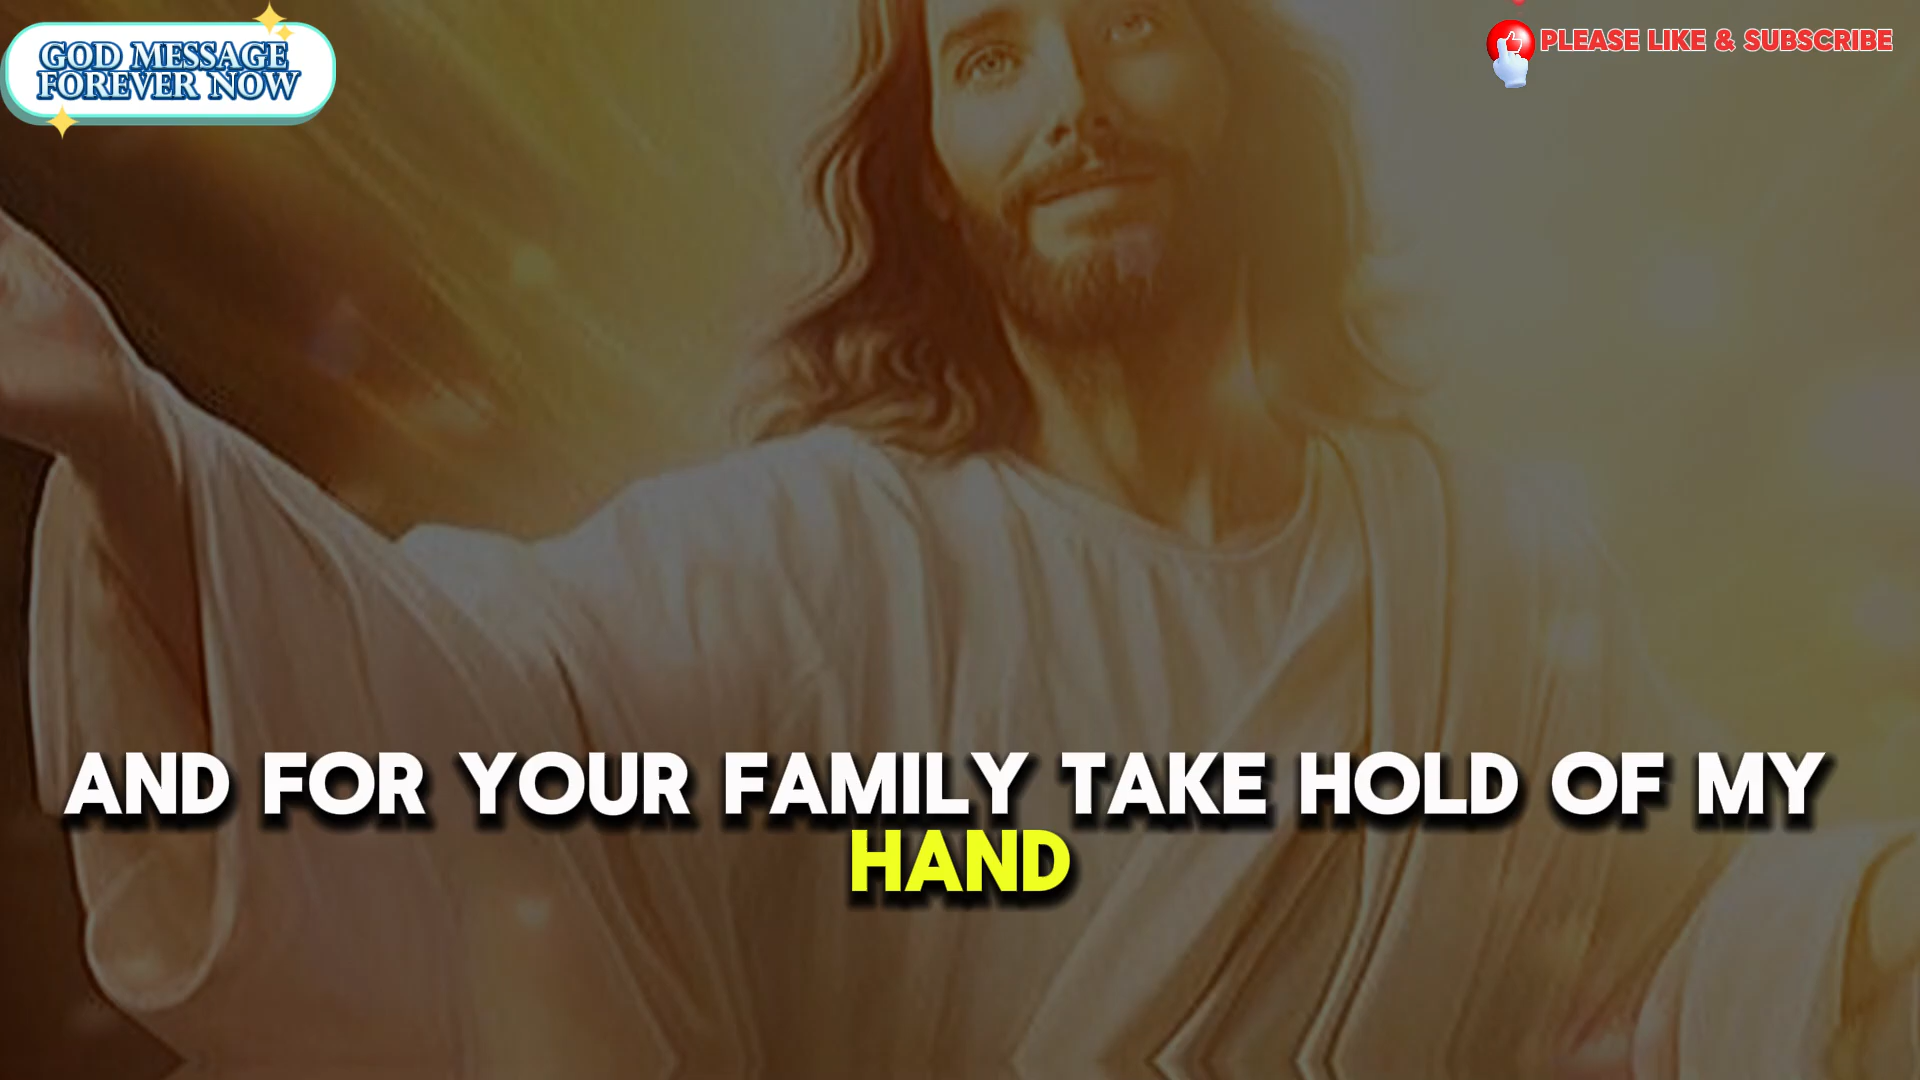 GOD MESSAGE
FOREVER NOW
PLEASE LIKE & SUBSCRIBE
AND FOR YOUR FAMILY TAKE HOLD OF MY
HAND